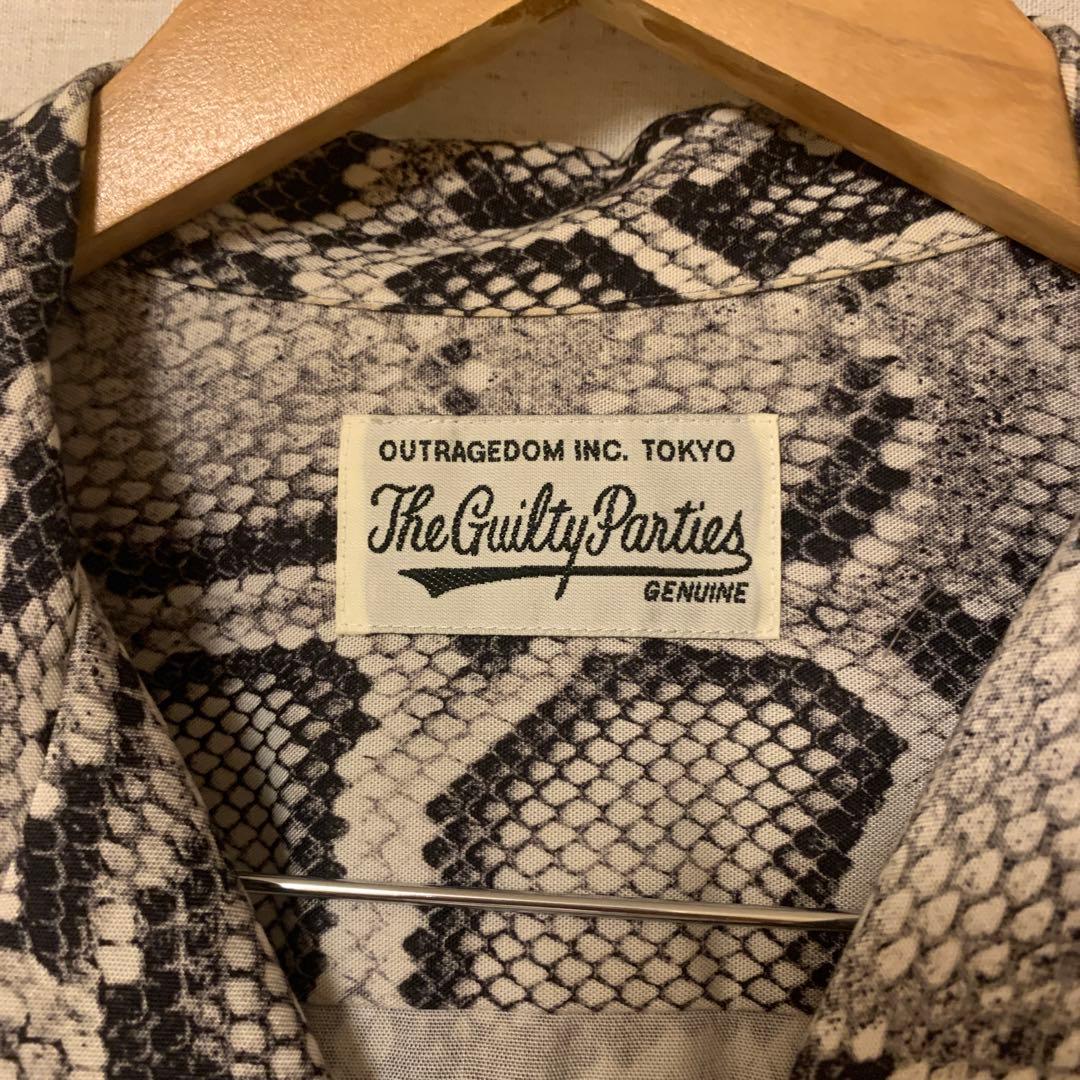 OUTRAGEDOM INC. TOKYO
The Guilty Parties
GENUINE